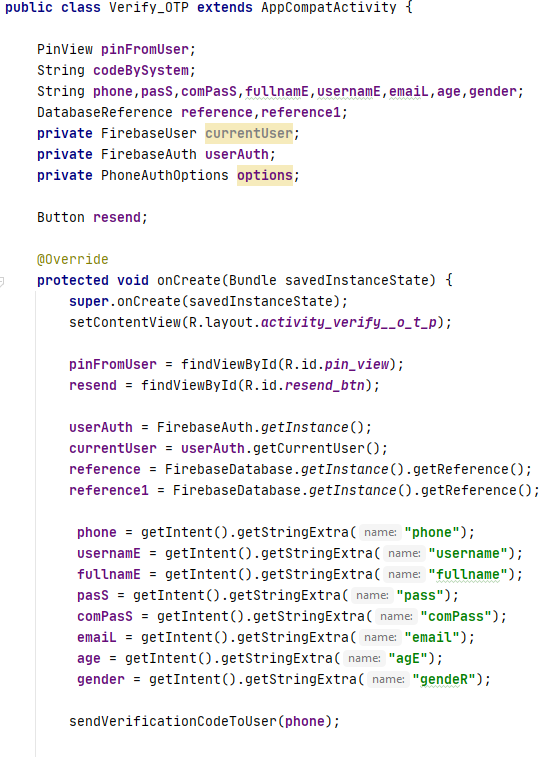 public class Verify_OTP extends AppCompatActivity {
PinView pinFromUser;
String codeBySystem;
String phone,pasS,comPasS,fullnamE,usernamE,emaiL,age,gender;
DatabaseReference reference,reference1;
private FirebaseUser currentUser;
private FirebaseAuth userAuth;
private PhoneAuthOptions options;
Button resend;
@Override
protected void onCreate(Bundle savedInstanceState) {
super.onCreate(savedInstanceState);
setContentView(R.layout.activity_verify__o_t_p);
pinFromUser = findViewById(R.id.pin_view);
resend = findViewById(R.id.resend_btn);
userAuth = FirebaseAuth.getInstance();
currentUser = userAuth.getCurrentUser();
reference = FirebaseDatabase.getInstance().getReference();
reference1 = FirebaseDatabase.getInstance().getReference();
phone = getIntent().getStringExtra( name: "phone");
usernamE = getIntent().getStringExtra( name: "username");
fullnamE = getIntent().getStringExtra( name: "fullname");
pasS = getIntent().getStringExtra( name: "pass");
comPasS = getIntent().getStringExtra( name: "comPass");
emaiL = getIntent().getStringExtra( name: "email");
age = getIntent().getStringExtra( name: "agE");
gender = getIntent().getStringExtra( name: "gendeR");
sendVerificationCodeToUser(phone);